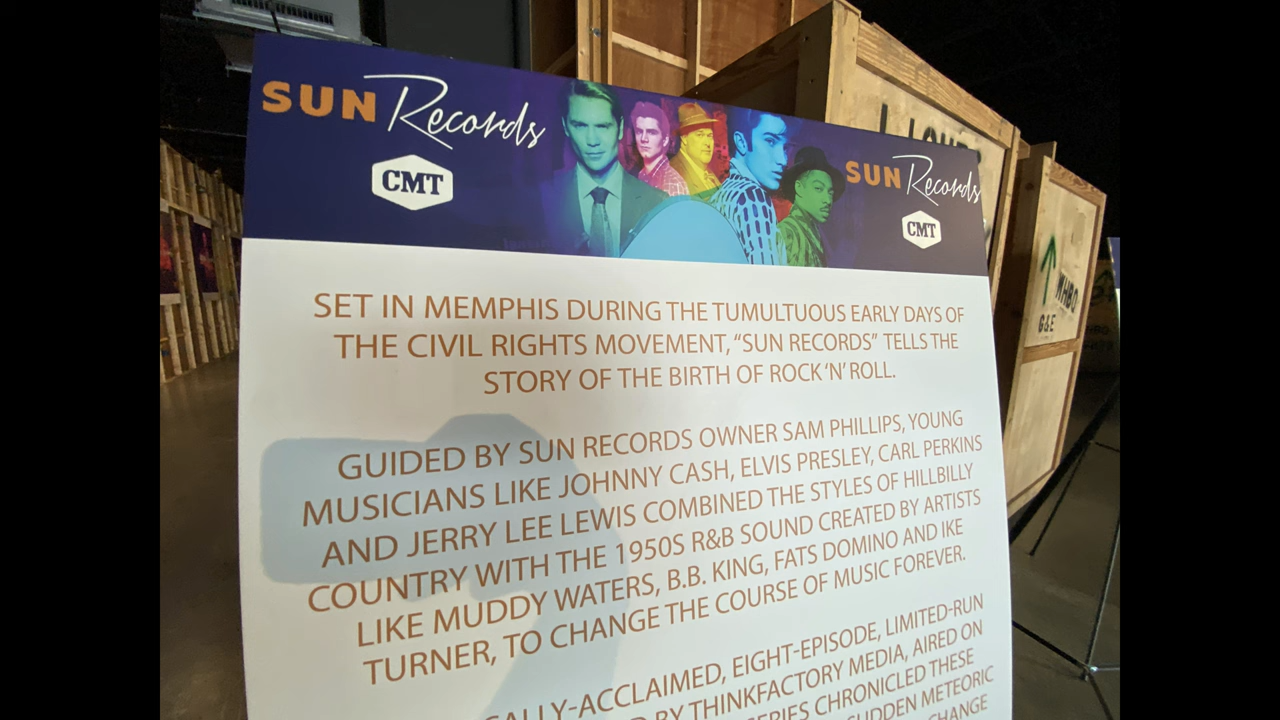 SUN Records
CMT
SUN Records
CMT
SET IN MEMPHIS DURING THE TUMULTUOUS EARLY DAYS OF
THE CIVIL RIGHTS MOVEMENT, “SUN RECORDS” TELLS THE
STORY OF THE BIRTH OF ROCK ‘N’ ROLL.
GUIDED BY SUN RECORDS OWNER SAM PHILLIPS, YOUNG
MUSICIANS LIKE JOHNNY CASH, ELVIS PRESLEY, CARL PERKINS
AND JERRY LEE LEWIS COMBINED THE STYLES OF HILLBILLY
COUNTRY WITH THE 1950S R&B SOUND CREATED BY ARTISTS
LIKE MUDDY WATERS, B.B. KING, FATS DOMINO AND IKE
TURNER, TO CHANGE THE COURSE OF MUSIC FOREVER.
CALLY-ACCLAIMED, EIGHT-EPISODE, LIMITED-RUN
BY THINKFACTORY MEDIA, AIRED ON
SERIES CHRONICLED THESE
SUDDEN METEORIC
CHANGE
WHBQ
G&E